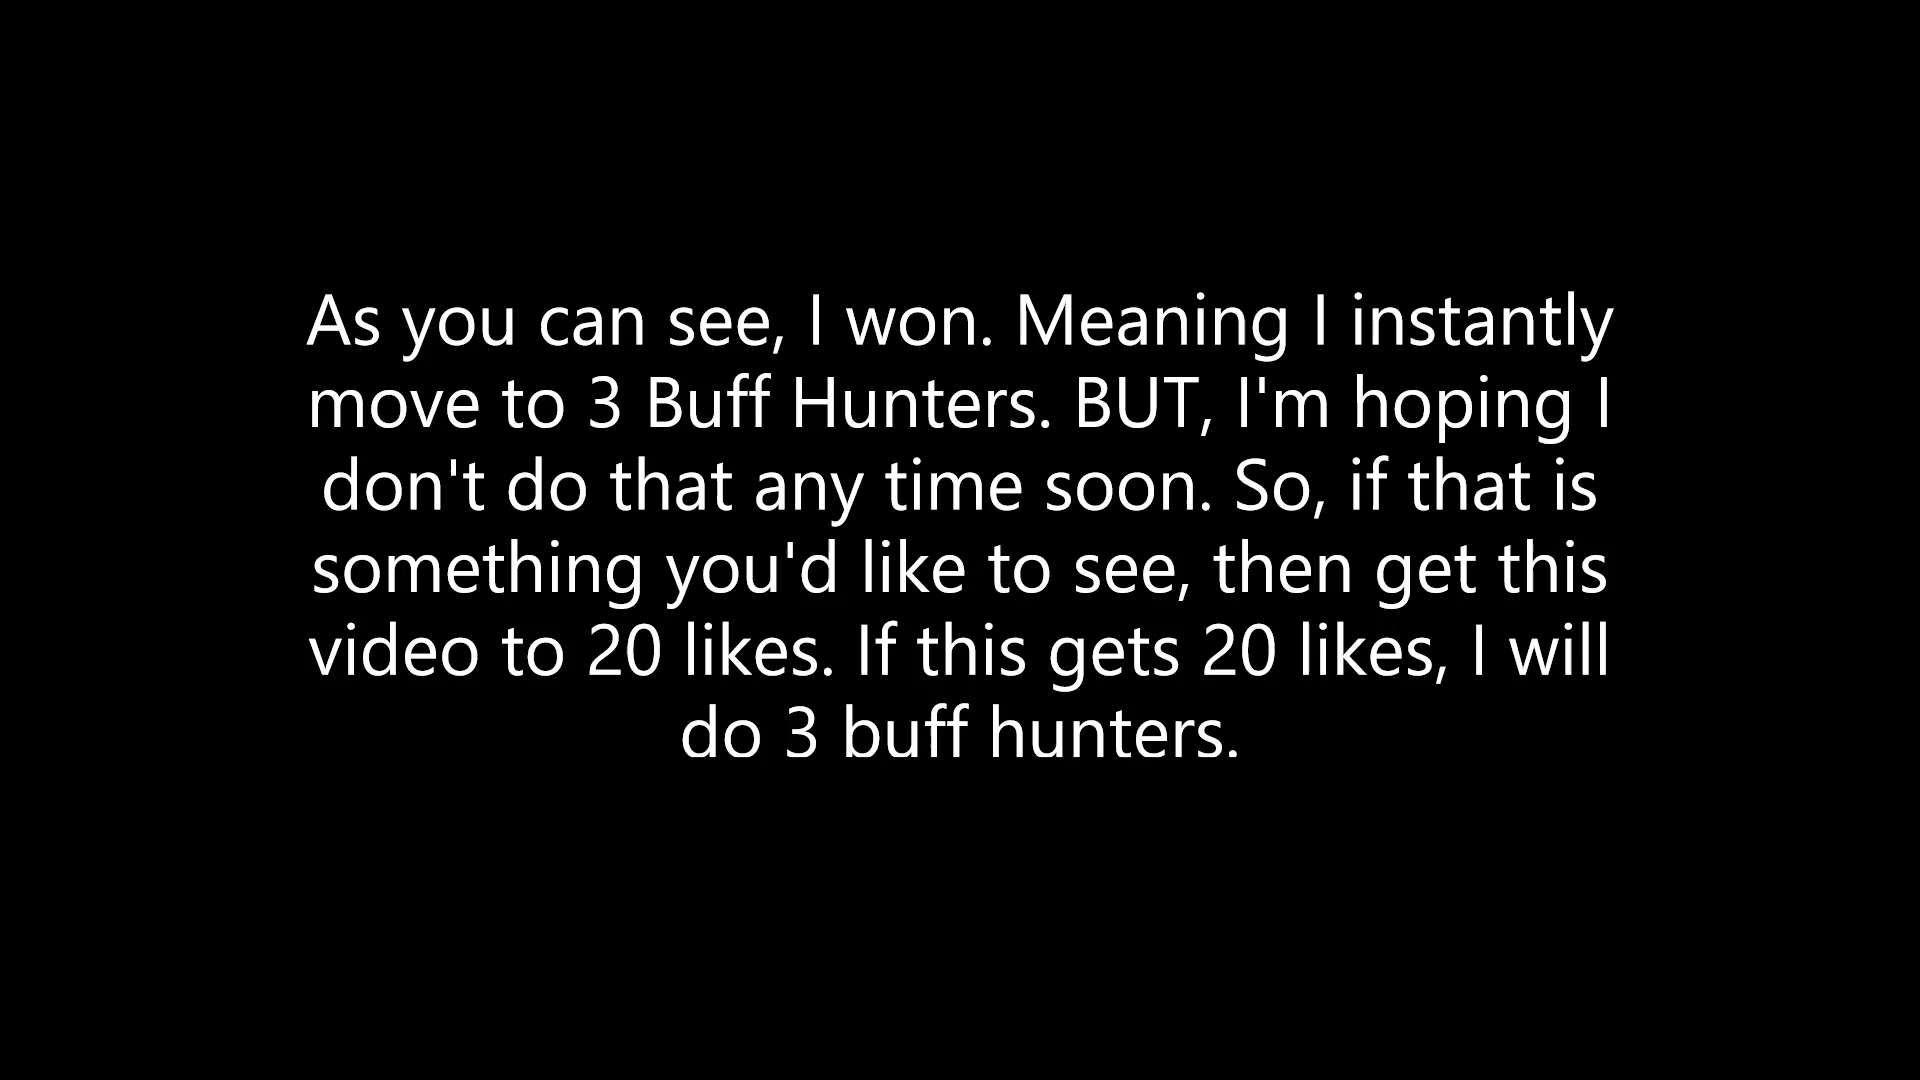 As you can see, I won. Meaning I instantly
move to 3 Buff Hunters. BUT, I'm hoping I
don't do that any time soon. So, if that is
something you'd like to see, then get this
video to 20 likes. If this gets 20 likes, I will
do 3 buff hunters.